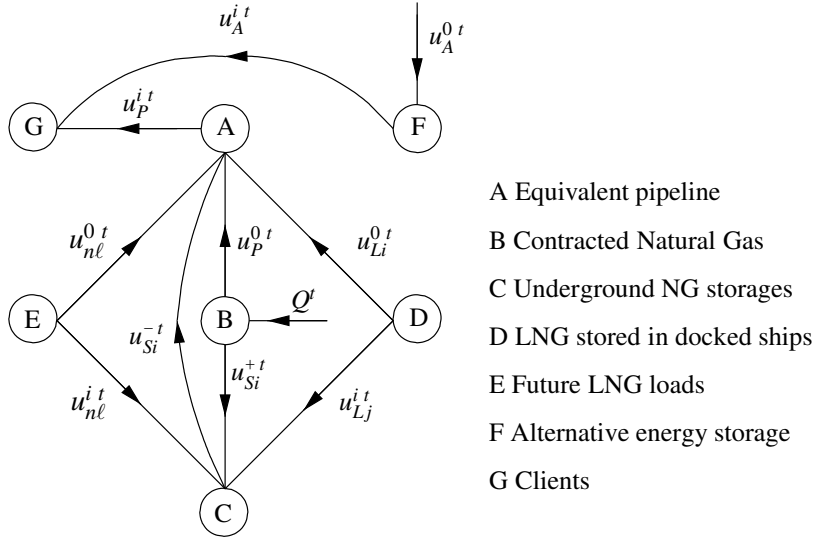 u_A^{i t}
u_A^{0 t}
u_P^{i t}
G
A
F
A Equivalent pipeline
u_{nℓ}^{0 t}
u_P^{0 t}
u_{Li}^{0 t}
B Contracted Natural Gas
C Underground NG storages
Q^t
E
B
D
D LNG stored in docked ships
u_{Si}^{- t}
u_{Si}^{+ t}
E Future LNG loads
u_{nℓ}^{i t}
u_{Lj}^{i t}
F Alternative energy storage
G Clients
C